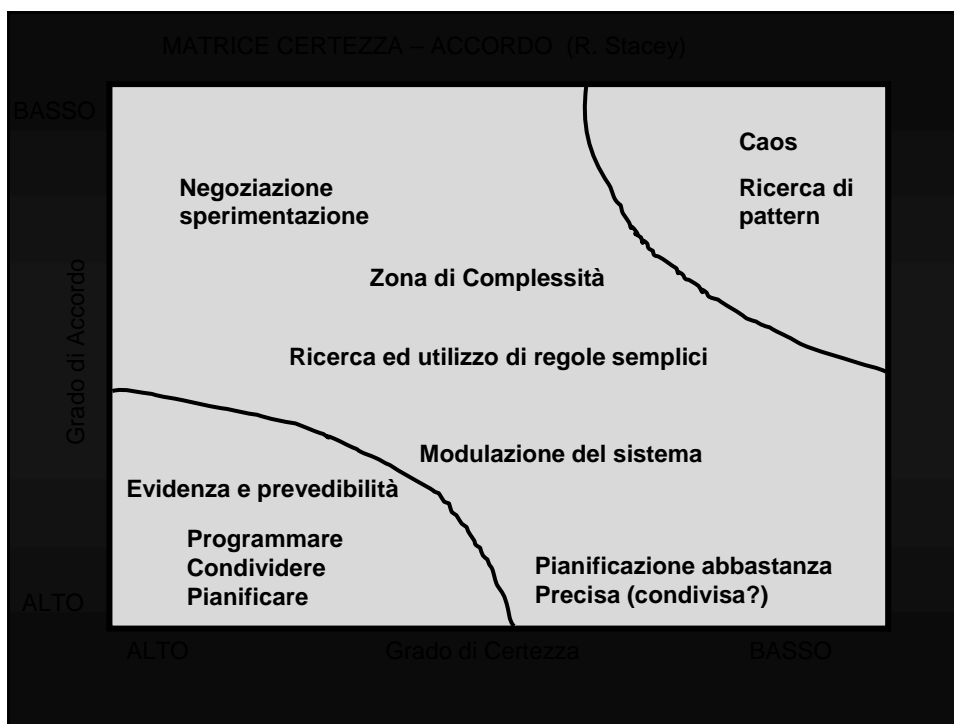 MATRICE CERTEZZA – ACCORDO (R. Stacey)
BASSO
Caos
Negoziazione
sperimentazione
Ricerca di
pattern
Zona di Complessità
Grado di Accordo
Ricerca ed utilizzo di regole semplici
Modulazione del sistema
Evidenza e prevedibilità
Programmare
Condividere
Pianificare
Pianificazione abbastanza
Precisa (condivisa?)
ALTO
ALTO
Grado di Certezza
BASSO